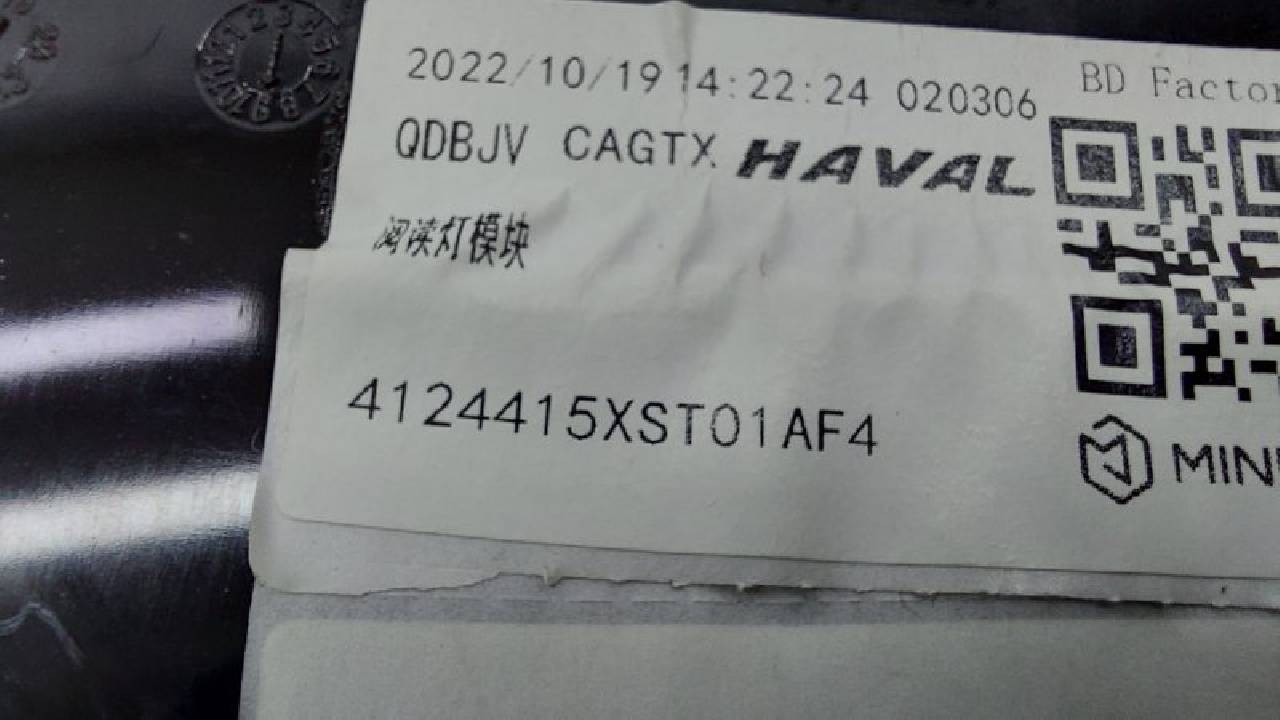 2022/10/19 14:22:24 020306
BD Factor
QDBJV CAGTX HAVAL
阅读灯模块
4124415XST01AF4
MIN